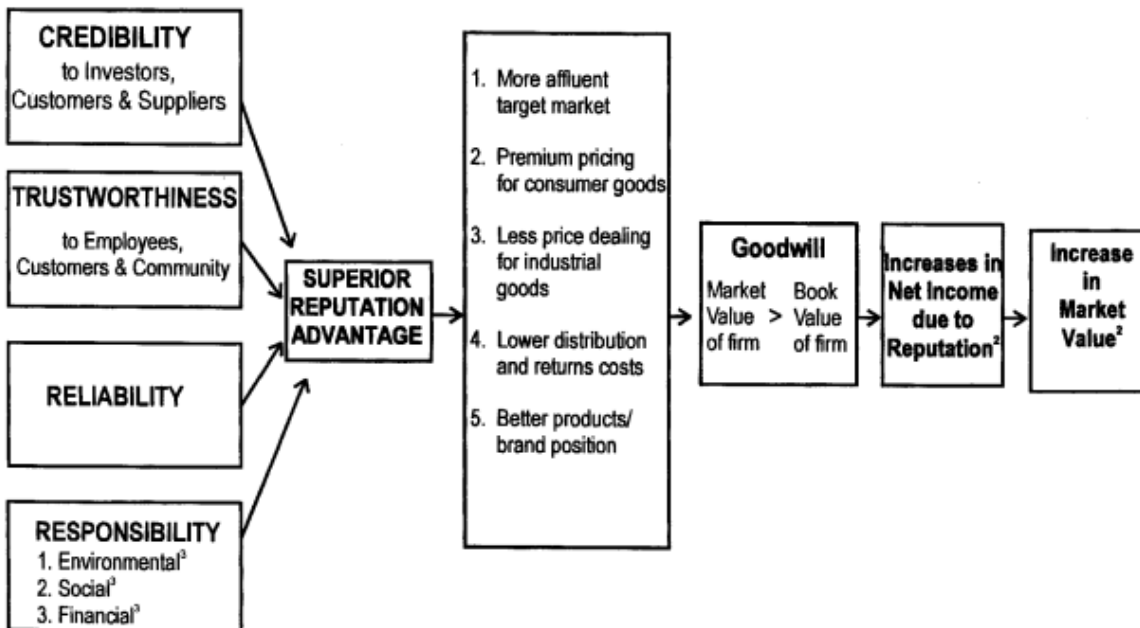 CREDIBILITY
to Investors,
Customers & Suppliers
TRUSTWORTHINESS
to Employees,
Customers & Community
RELIABILITY
RESPONSIBILITY
1. Environmental³
2. Social³
3. Financial³
SUPERIOR
REPUTATION
ADVANTAGE
1. More affluent
target market
2. Premium pricing
for consumer goods
3. Less price dealing
for industrial
goods
4. Lower distribution
and returns costs
5. Better products/
brand position
Goodwill
Market Book
Value > Value
of firm of firm
Increases in
Net Income
due to
Reputation²
Increase
in
Market
Value²